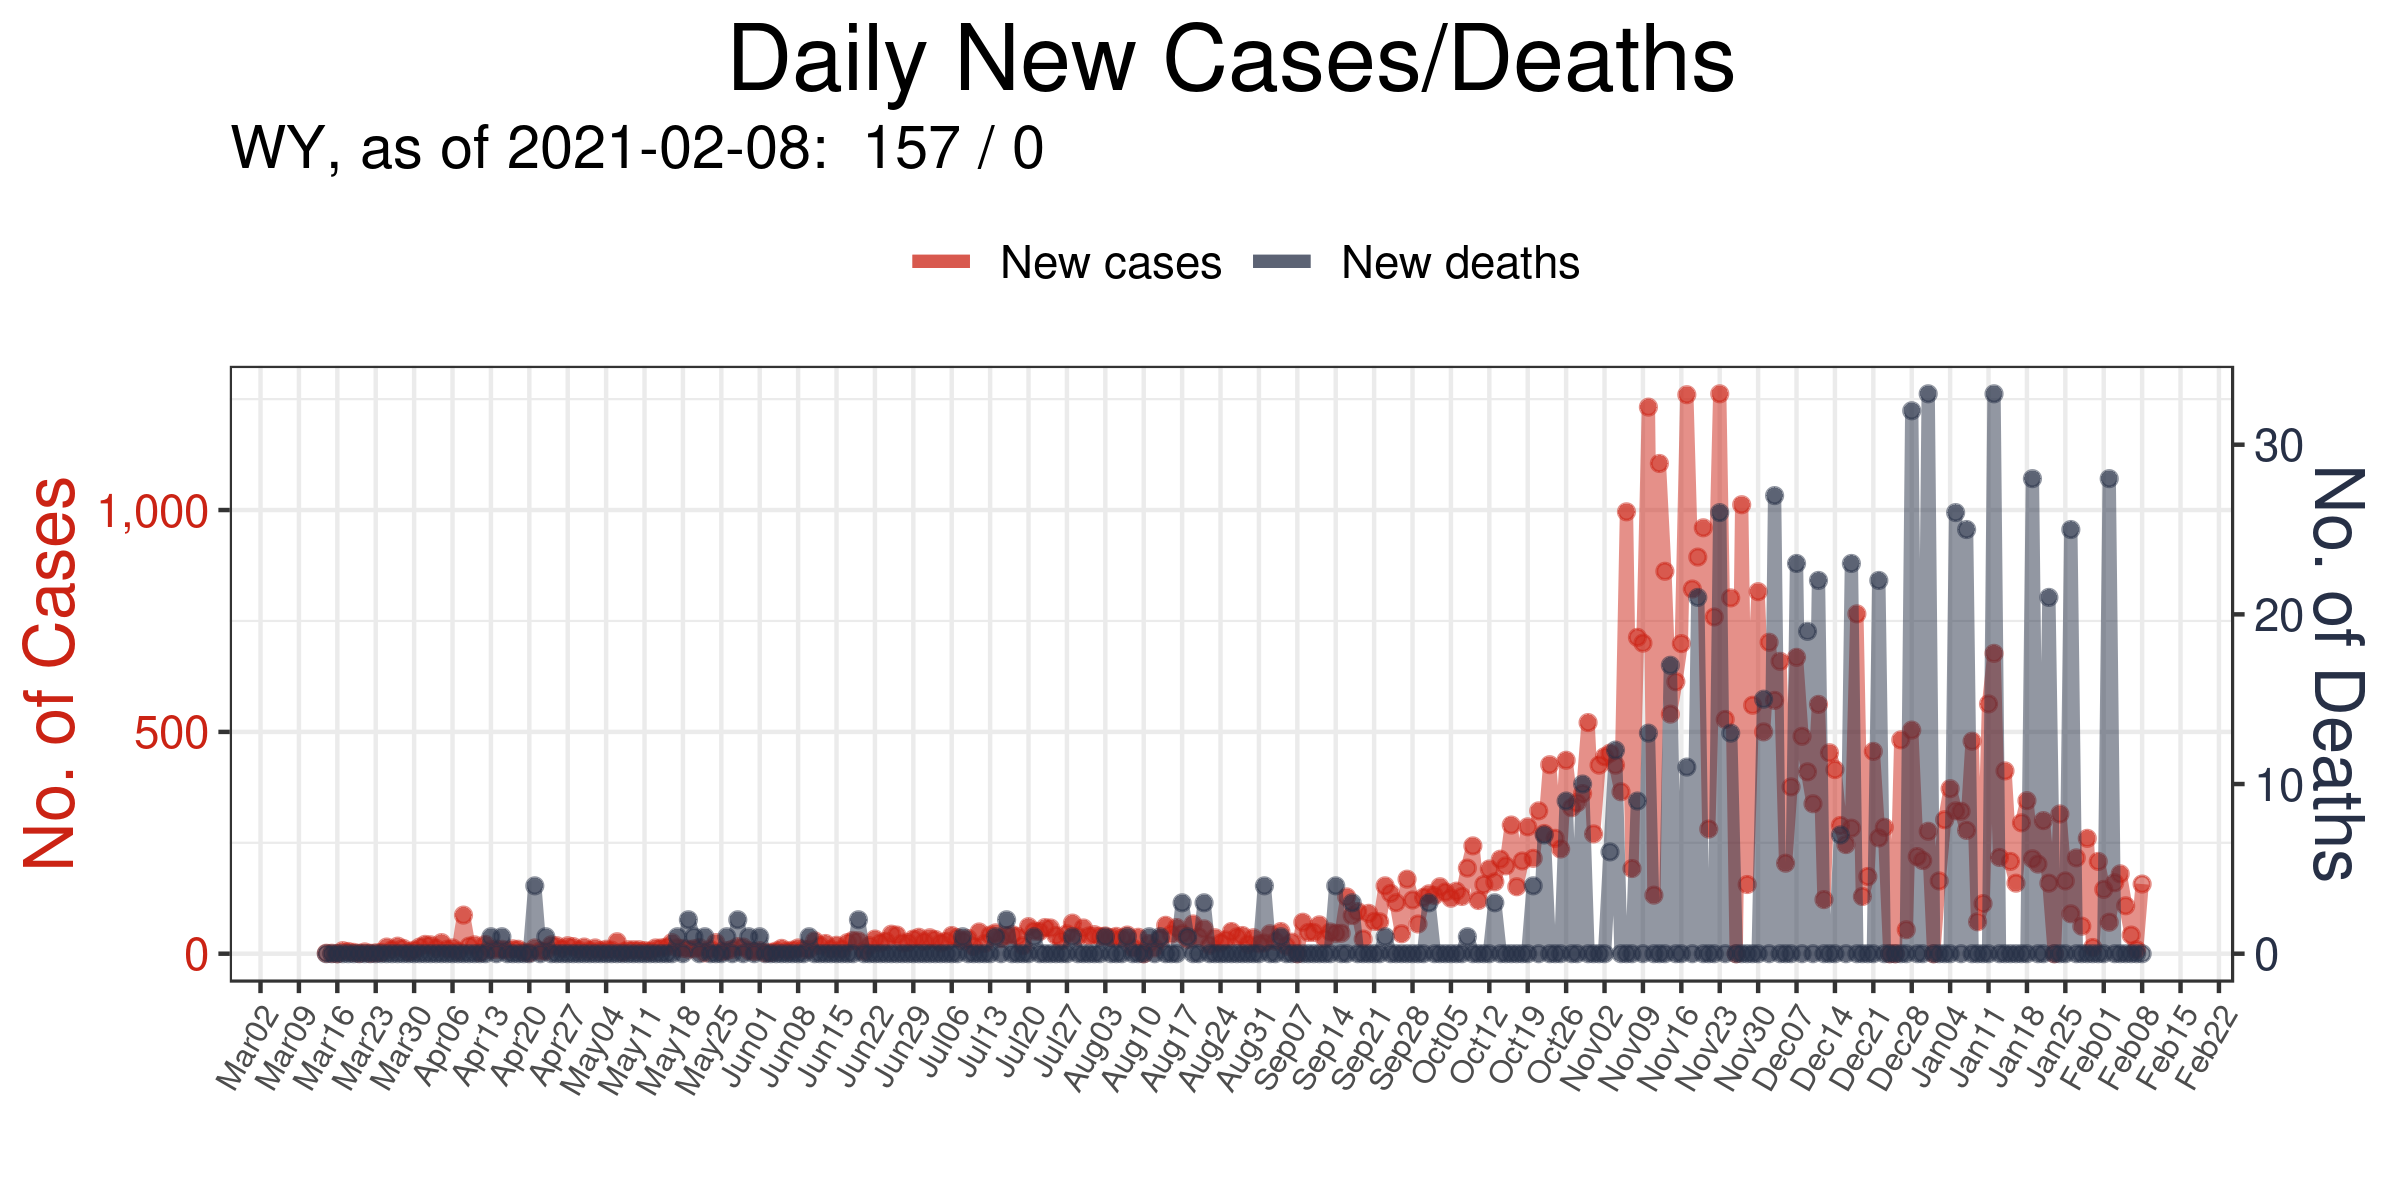 Daily New Cases/Deaths
WY, as of 2021-02-08:  157 / 0
New cases
New deaths
No. of Cases
1,000
500
0
30
20
10
0
No. of Deaths
Mar02
Mar09
Mar16
Mar23
Mar30
Apr06
Apr13
Apr20
Apr27
May04
May11
May18
May25
Jun01
Jun08
Jun15
Jun22
Jun29
Jul06
Jul13
Jul20
Jul27
Aug03
Aug10
Aug17
Aug24
Aug31
Sep07
Sep14
Sep21
Sep28
Oct05
Oct12
Oct19
Oct26
Nov02
Nov09
Nov16
Nov23
Nov30
Dec07
Dec14
Dec21
Dec28
Dec04
Jan11
Jan18
Jan25
Feb01
Feb08
Feb15
Feb22